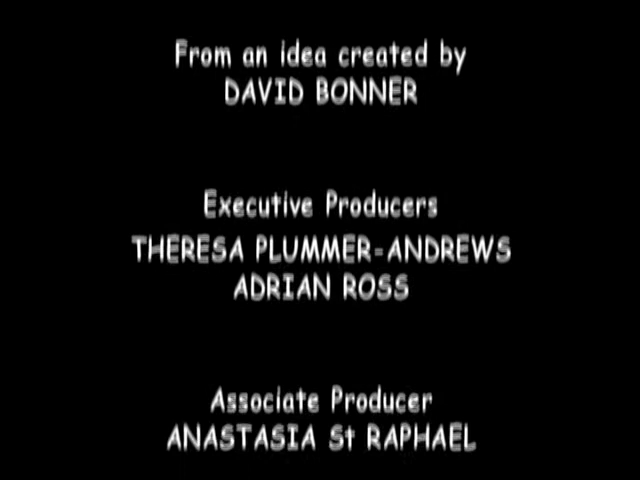 From an idea created by
DAVID BONNER
Executive Producers
THERESA PLUMMER-ANDREWS
ADRIAN ROSS
Associate Producer
ANASTASIA St RAPHAEL